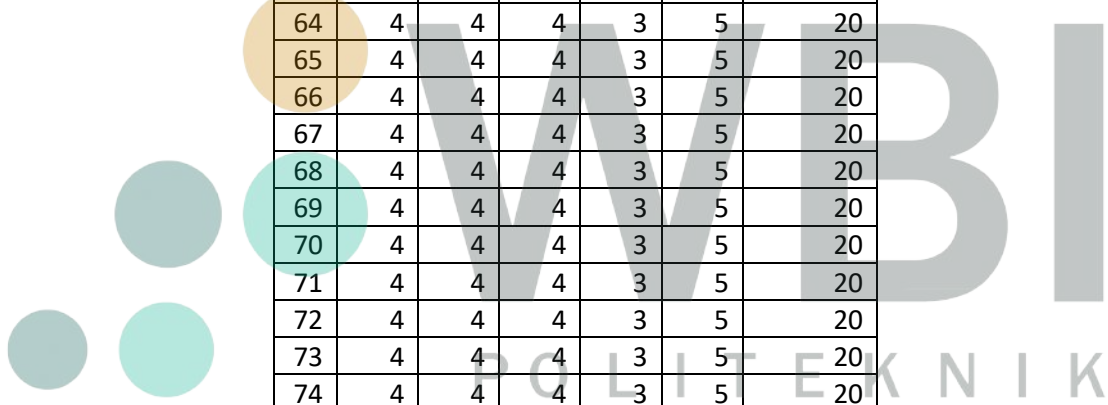 64 4 4 4 3 5 20
65 4 4 4 3 5 20
66 4 4 4 3 5 20
67 4 4 4 3 5 20
68 4 4 4 3 5 20
69 4 4 4 3 5 20
70 4 4 4 3 5 20
71 4 4 4 3 5 20
72 4 4 4 3 5 20
73 4 4 4 3 5 20
74 4 4 4 3 5 20
WBI
POLITEKNIK